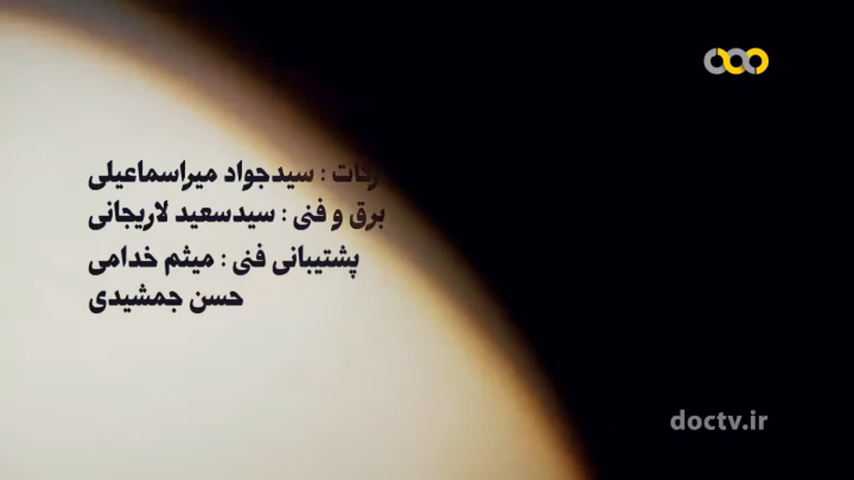 : سیدجواد میراسماعیلی
برق و فنی : سیدسعید لاریجانی
پشتیبانی فنی : میثم خدامی
حسن جمشیدی
doctv.ir